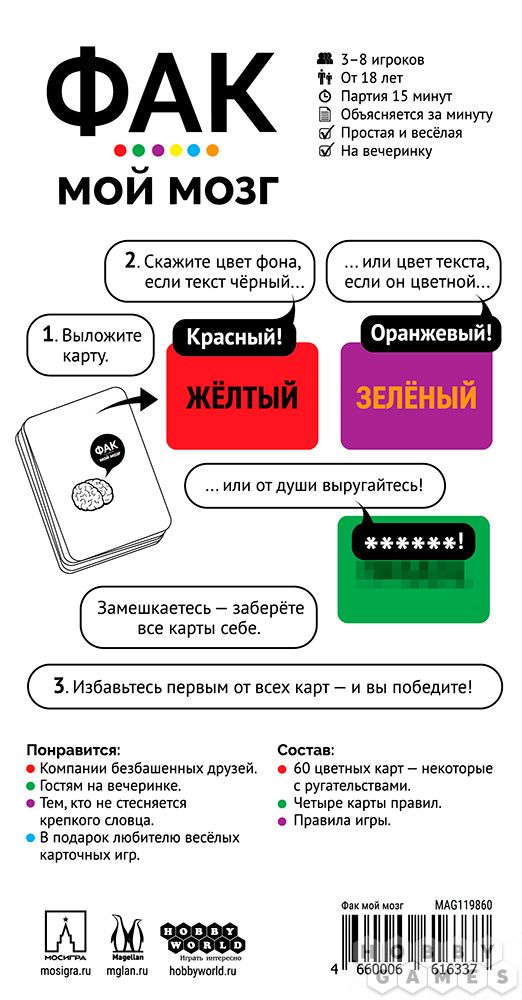 ФАК
МОЙ МОЗГ
3–8 игроков
От 18 лет
Партия 15 минут
Объясняется за минуту
Простая и весёлая
На вечеринку
1. Выложите
карту.
ФАК
МОЙ МОЗГ
2. Скажите цвет фона,
если текст чёрный...
Красный!
ЖЁЛТЫЙ
...или цвет текста,
если он цветной...
Оранжевый!
ЗЕЛЁНЫЙ
...или от души выругайтесь!
******!
Замешкаетесь — заберёте
все карты себе.
3. Избавьтесь первым от всех карт — и вы победите!
Понравится:
Компании безбашенных друзей.
Гостям на вечеринке.
Тем, кто не стесняется
крепкого словца.
В подарок любителю весёлых
карточных игр.
Состав:
60 цветных карт — некоторые
с ругательствами.
Четыре карты правил.
Правила игры.
МОСИГРА
mosigra.ru
Magellan
mglan.ru
HOBBY
WORLD
Играть интересно
hobbyworld.ru
Фак мой мозг MAG119860
4 660006 616337
HOBBY
GAMES